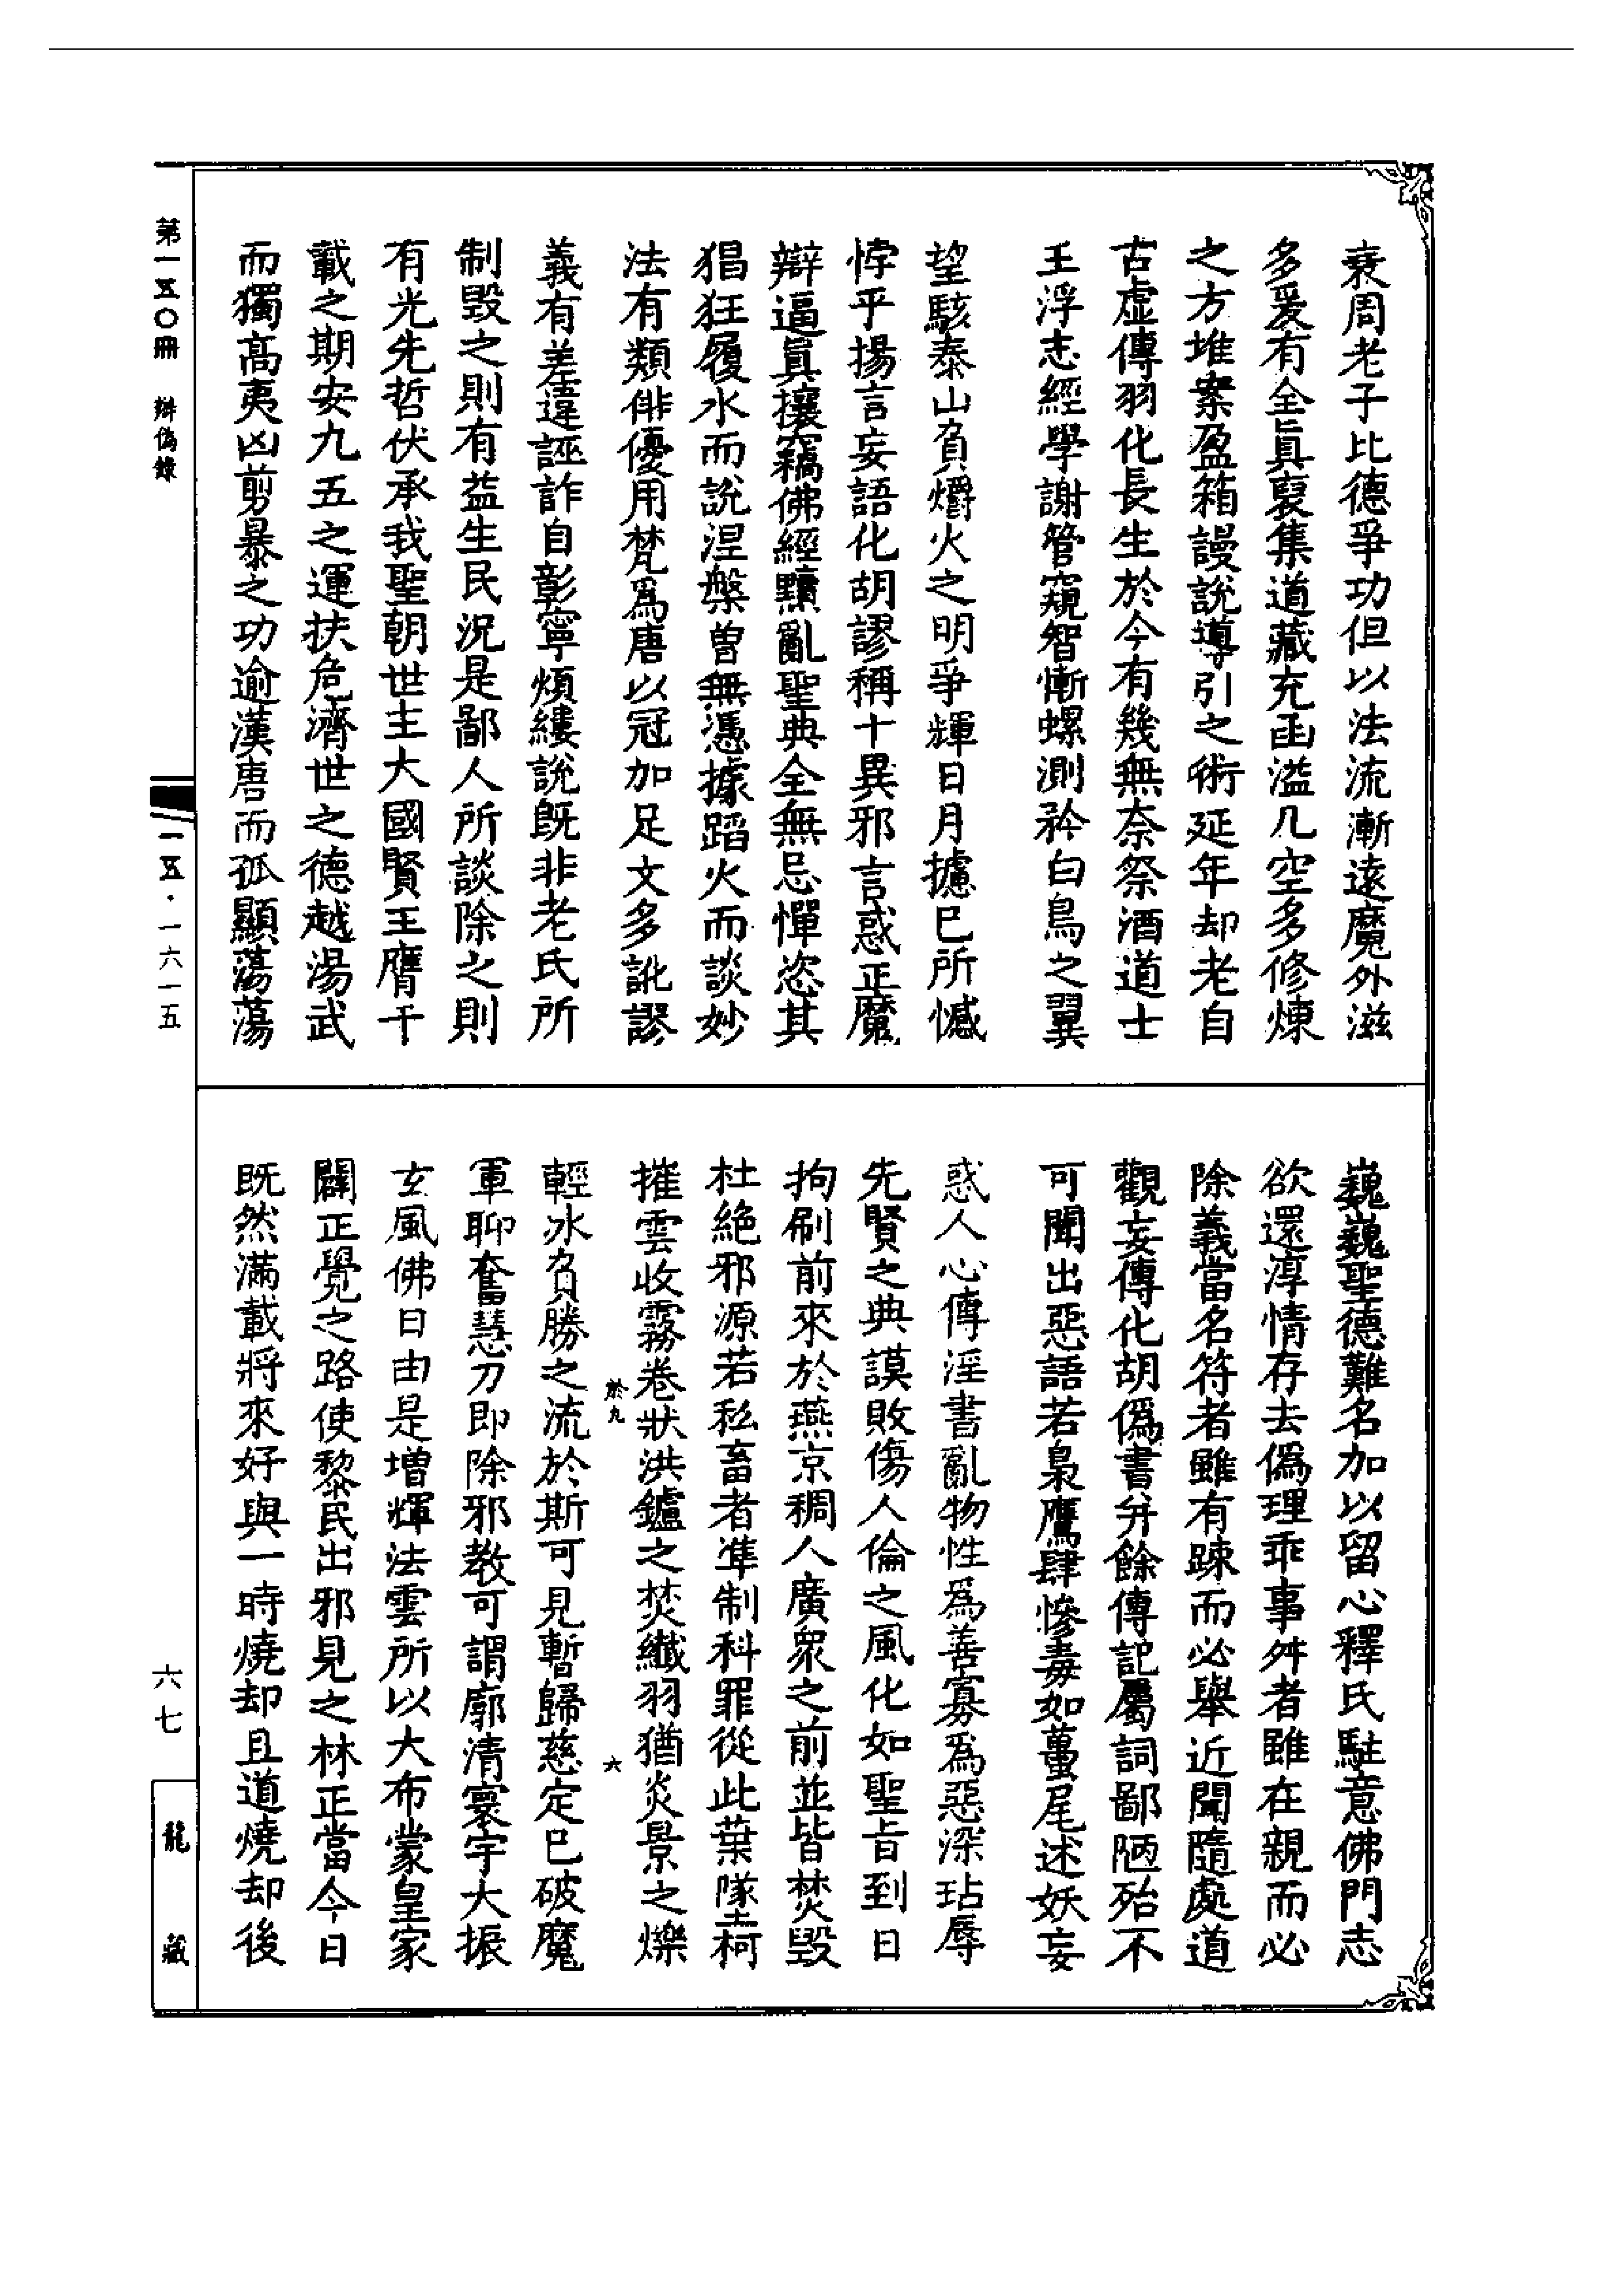 衰周老子比德爭功但以法流漸遠魔外滋
多爰有全眞裒集道藏充函溢几空多修煉
之方堆案盈箱謾說導引之術延年却老自
古虛傳羽化長生於今有幾無柰祭酒道士
王浮志經學謝管窺智慚螺測矜白鳥之翼
望駭泰山負爝火之明爭輝日月攄已所憾
悖乎揚言妄語化胡謬稱十異邪言惑正魔
辯逼眞攘竊佛經黷亂聖典全無忌憚恣其
猖狂履水而說涅槃曾無憑據蹈火而談妙
法有類俳優用梵爲唐以冠加足文多訛謬
義有差違誣詐自彰寧煩縷說旣非老氏所
制毀之則有益生民況是鄙人所談除之則
有光先哲伏承我聖朝世主大國賢王膺千
載之期安九五之運扶危濟世之德越湯武
而獨高夷凶剪暴之功逾漢唐而孤顯蕩蕩
巍巍聖德難名加以留心釋氏駐意佛門志
欲還淳情存去僞理乖事舛者雖在親而必
除義當名符者雖有踈而必舉近聞隨處道
觀妄傳化胡僞書幷餘傳記屬詞鄙陋殆不
可聞出惡語若梟鷹肆慘毒如蠆尾述妖妄
惑人心傳淫書亂物性爲善寡爲惡深玷辱
先賢之典謨敗傷人倫之風化如聖旨到日
拘刷前來於燕京稠人廣衆之前並皆焚毀
杜絕邪源若私畜者準制科罪從此葉墜柯
摧雲收霧卷狀洪鑪之焚纎羽猶炎景之爍
輕冰負勝之流於斯可見暫歸慈定已破魔
軍聊奮慧刀即除邪教可謂廓清寰宇大振
玄風佛日由是增輝法雲所以大布蒙皇家
闢正覺之路使黎民出邪見之林正當今日
既然滿載將來好與一時燒却且道燒却後
於九
六
第一五〇冊 辯偽錄
一五·一六一五
六七
龍藏